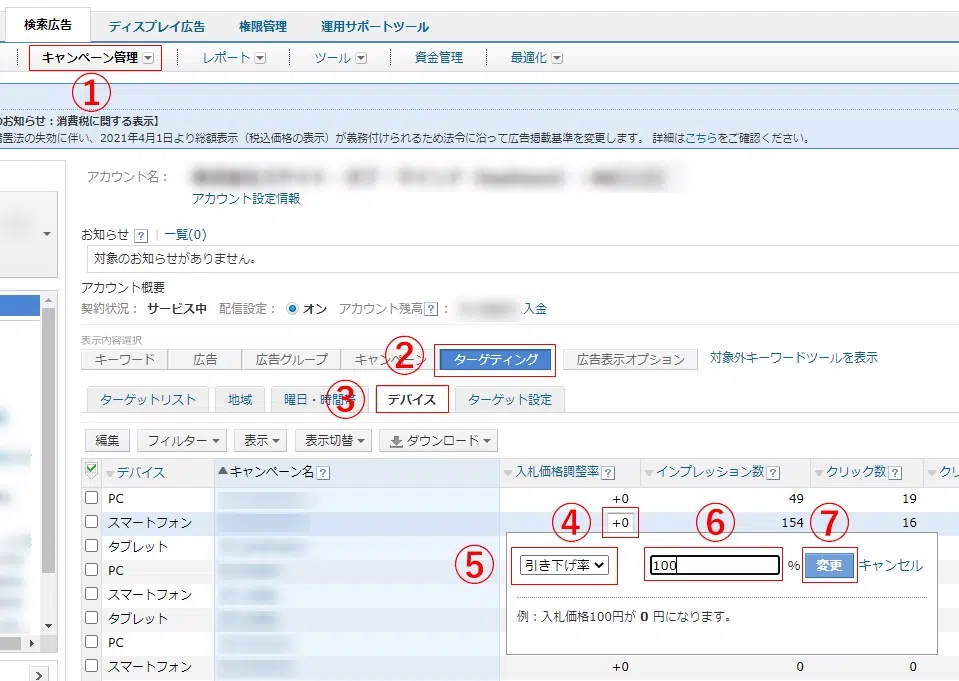 検索広告 ディスプレイ広告 権限管理 運用サポートツール
キャンペーン管理 レポート ツール 資金管理 最適化
①
のお知らせ:消費税に関する表示】
措置法の失効に伴い、2021年4月1日より総額表示(税込価格の表示)が義務付けられるため法令に沿って広告掲載基準を変更します。 詳細はこちらをご確認ください。
アカウント名:
アカウント設定情報
お知らせ ? | 一覧(0)
対象のお知らせがありません。
アカウント概要
契約状況: サービス中 配信設定: オン アカウント残高 ? : 入金
表示内容選択
キーワード 広告 広告グループ キャンペーン ② ターゲティング 広告表示オプション 対象外キーワードツールを表示
ターゲットリスト 地域 曜日・時間帯 ③ デバイス ターゲット設定
編集 フィルター 表示 表示切替 ダウンロード
デバイス キャンペーン名 ? 入札価格調整率 ? インプレッション数 ? クリック数 ? クリ
PC +0 49 19
スマートフォン ④ +0 ⑥ 154 ⑦ 16
タブレット
⑤ 引き下げ率 100 % 変更 キャンセル
PC
スマートフォン
タブレット
例:入札価格100円が 0 円になります。
PC
スマートフォン +0 0 0